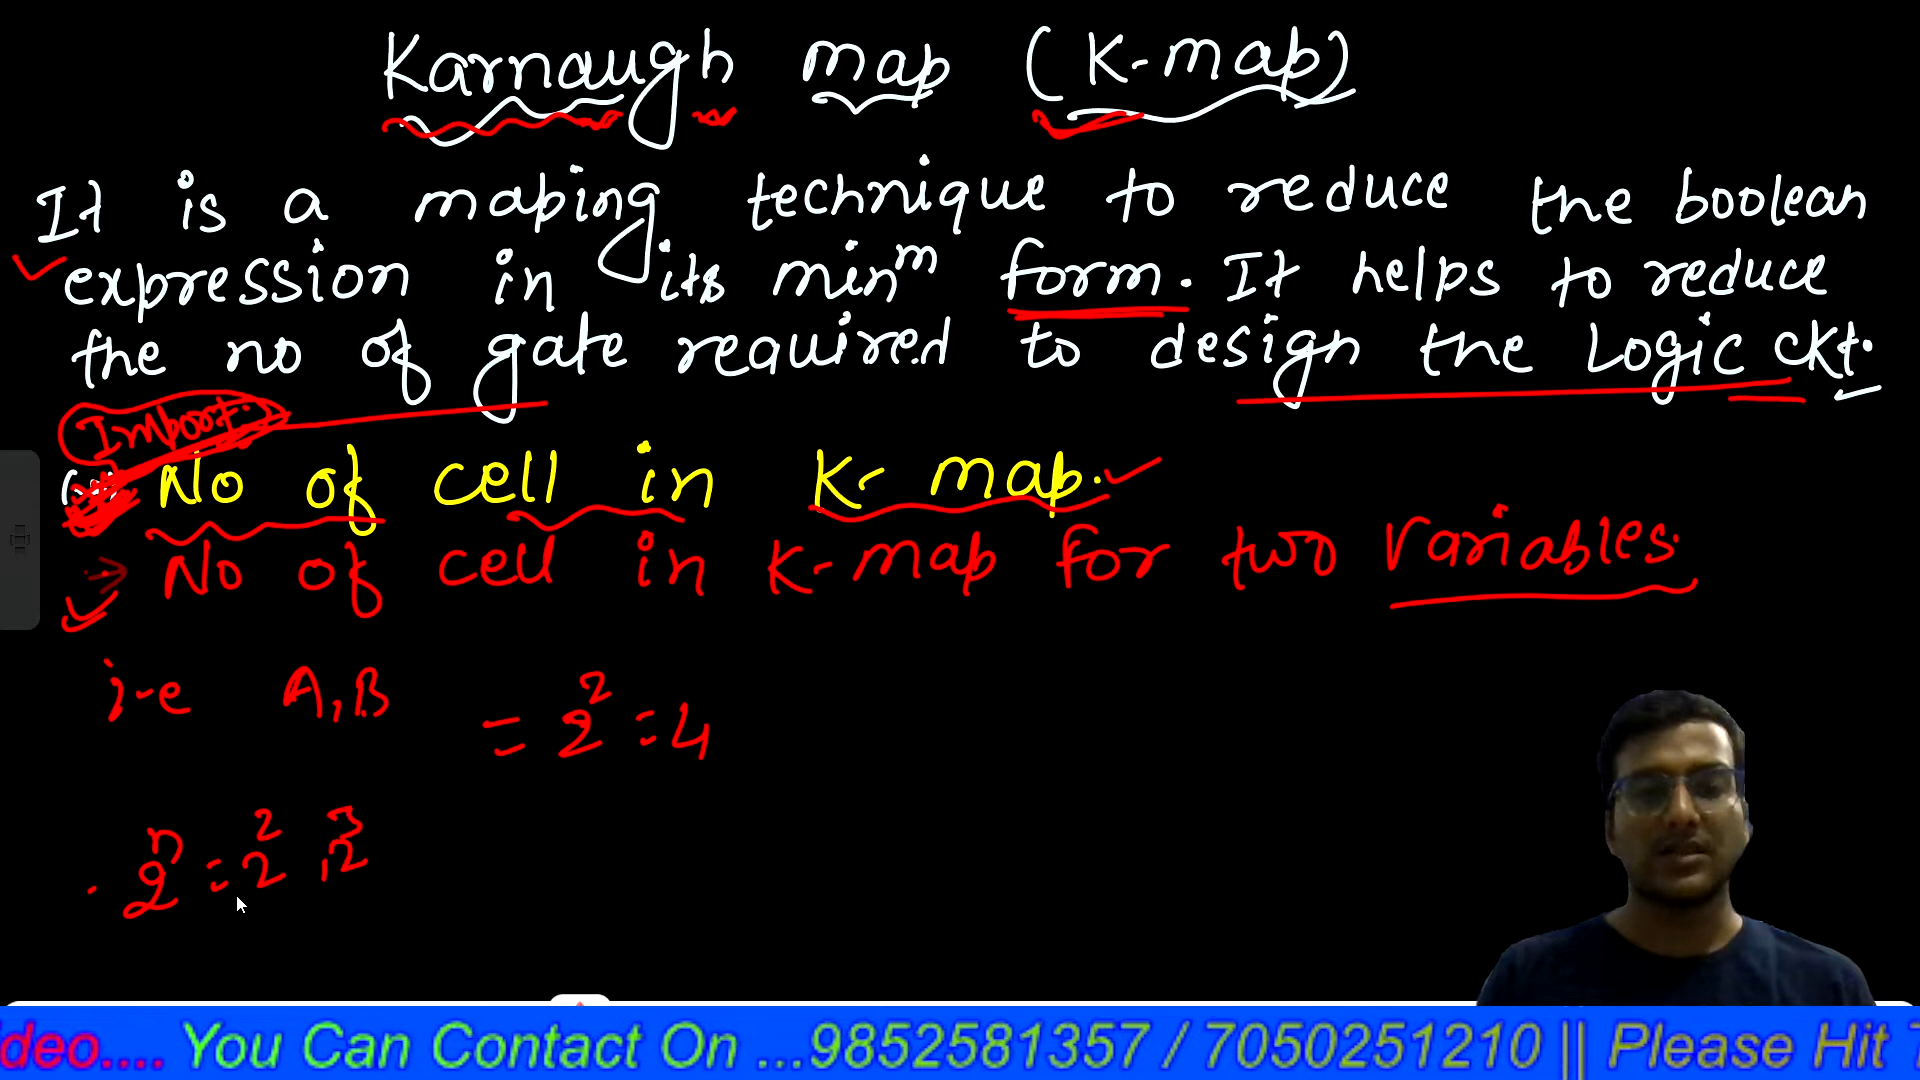 Karnaugh map (K-map)
It is a maping technique to reduce the boolean
expression in its minᵐ form. It helps to reduce
the no of gate required to design the Logic ckt.
Import.
No of cell in K-map.
→ No of cell in K-map for two variables.
i-e A,B = 2² = 4
2ⁿ = 2² , 2³
deo.... You Can Contact On ...9852581357 / 7050251210 || Please Hit